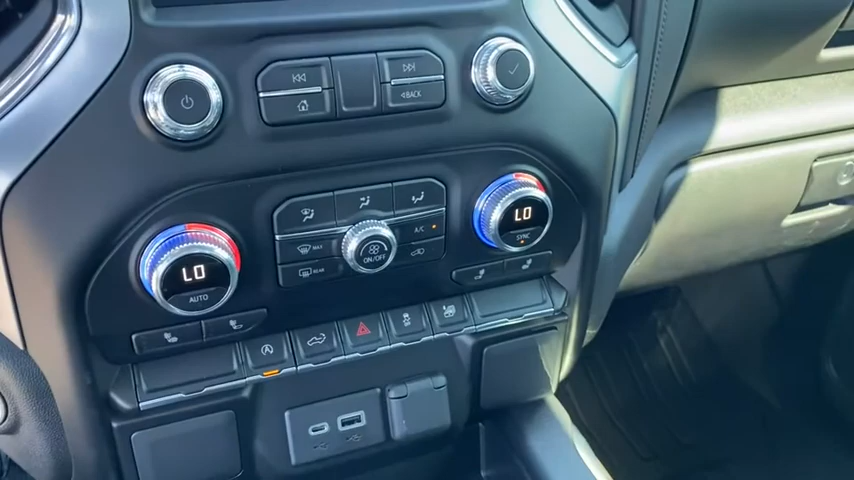 BACK
LO
SYNC
A/C
MAX
ON/OFF
REAR
LO
AUTO